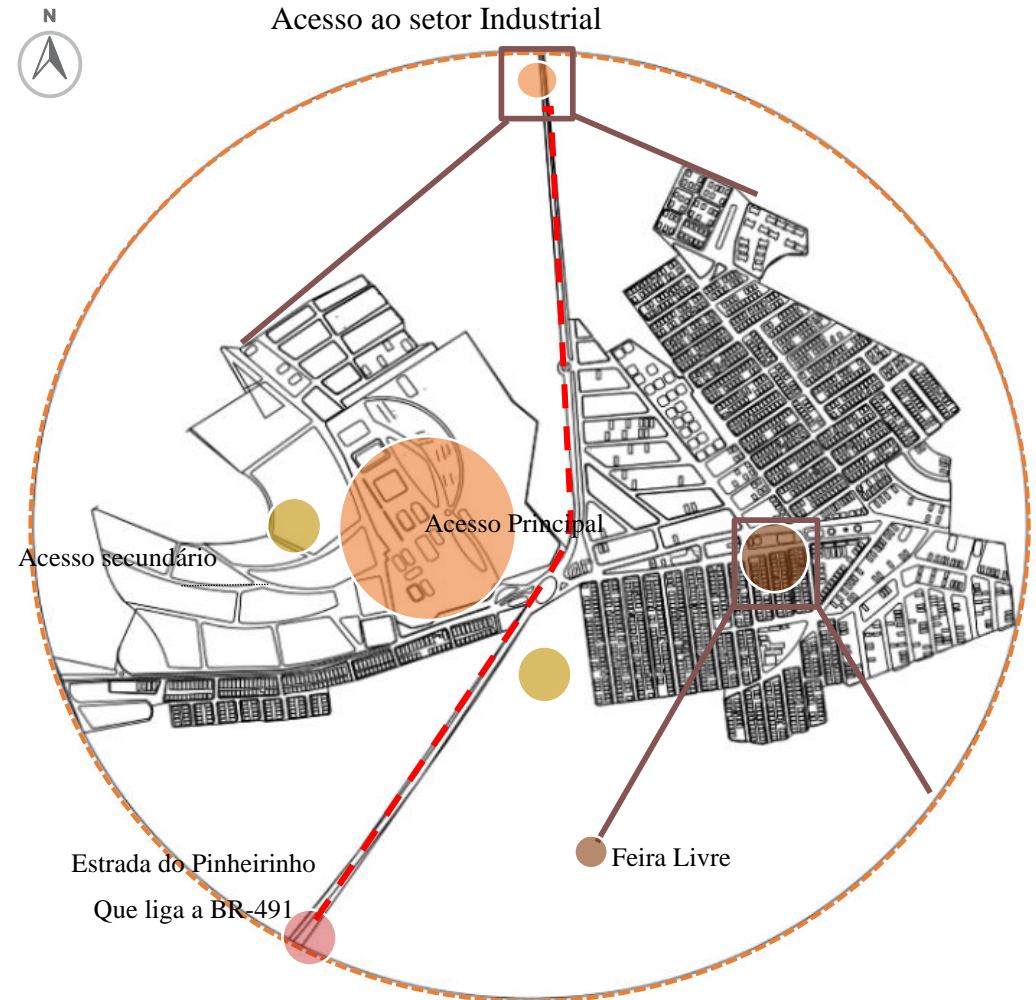 N
Acesso ao setor Industrial
Acesso Principal
Acesso secundário
Estrada do Pinheirinho
Feira Livre
Que liga a BR-491